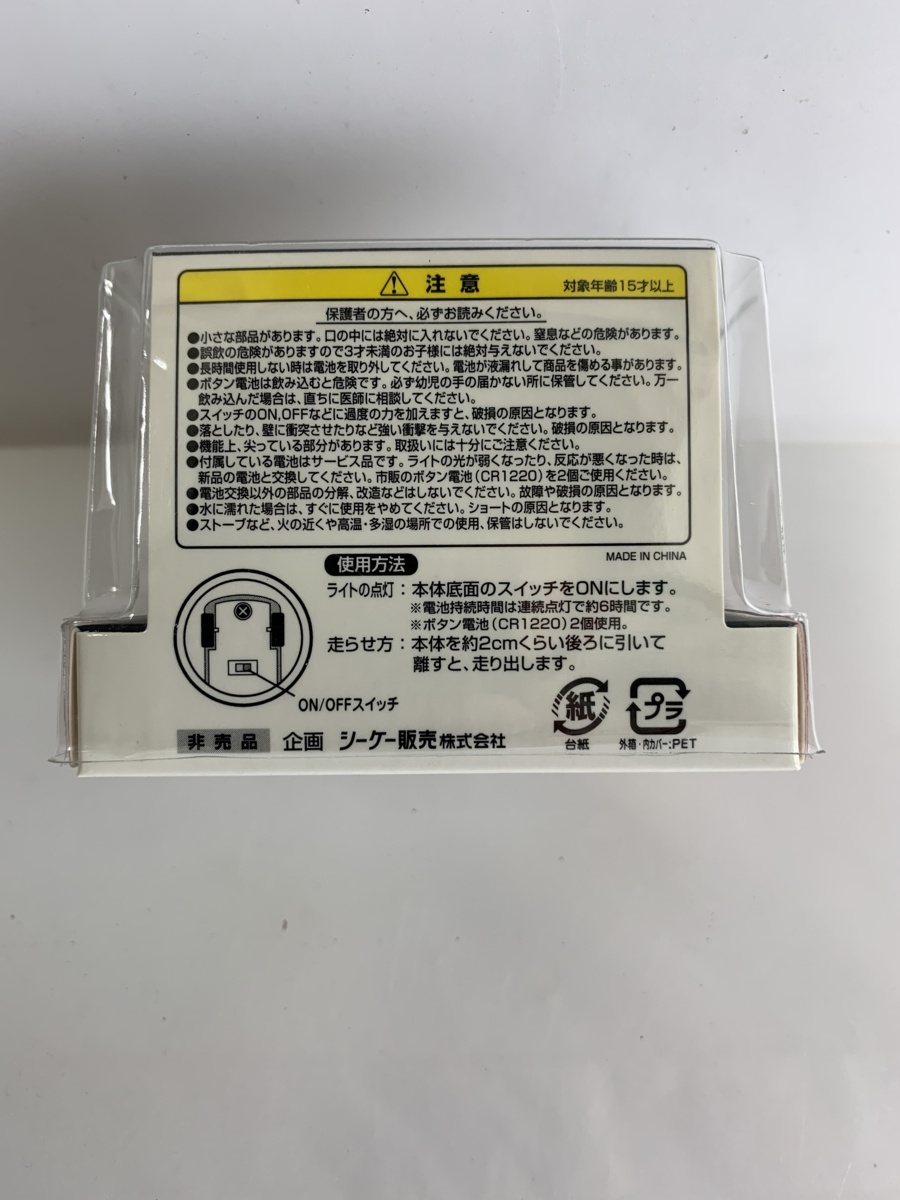 注意 対象年齢15才以上
保護者の方へ、必ずお読みください。
●小さな部品があります。口の中には絶対に入れないでください。窒息などの危険があります。
●誤飲の危険がありますので3才未満のお子様には絶対与えないでください。
●長時間使用しない時は電池を取り外してください。電池が液漏れして商品を傷める事があります。
●ボタン電池は飲み込むと危険です。必ず幼児の手の届かない所に保管してください。万一
飲み込んだ場合は、直ちに医師に相談してください。
●スイッチのON,OFFなどに過度の力を加えますと、破損の原因となります。
●落としたり、壁に衝突させたりなど強い衝撃を与えないでください。破損の原因となります。
●機能上、尖っている部分があります。取扱いには十分にご注意ください。
●付属している電池はサービス品です。ライトの光が弱くなったり、反応が悪くなった時は、
新品の電池と交換してください。市販のボタン電池(CR1220)を2個ご使用ください。
●電池交換以外の部品の分解、改造などはしないでください。故障や破損の原因となります。
●水に濡れた場合は、すぐに使用をやめてください。ショートの原因となります。
●ストーブなど、火の近くや高温・多湿の場所での使用、保管はしないでください。
MADE IN CHINA
使用方法
ライトの点灯：本体底面のスイッチをONにします。
※電池持続時間は連続点灯で約6時間です。
※ボタン電池(CR1220)2個使用。
走らせ方：本体を約2cmくらい後ろに引いて
離すと、走り出します。
ON/OFFスイッチ
紙
台紙
プラ
外箱・内カバー:PET
非売品 企画 シーケー販売株式会社